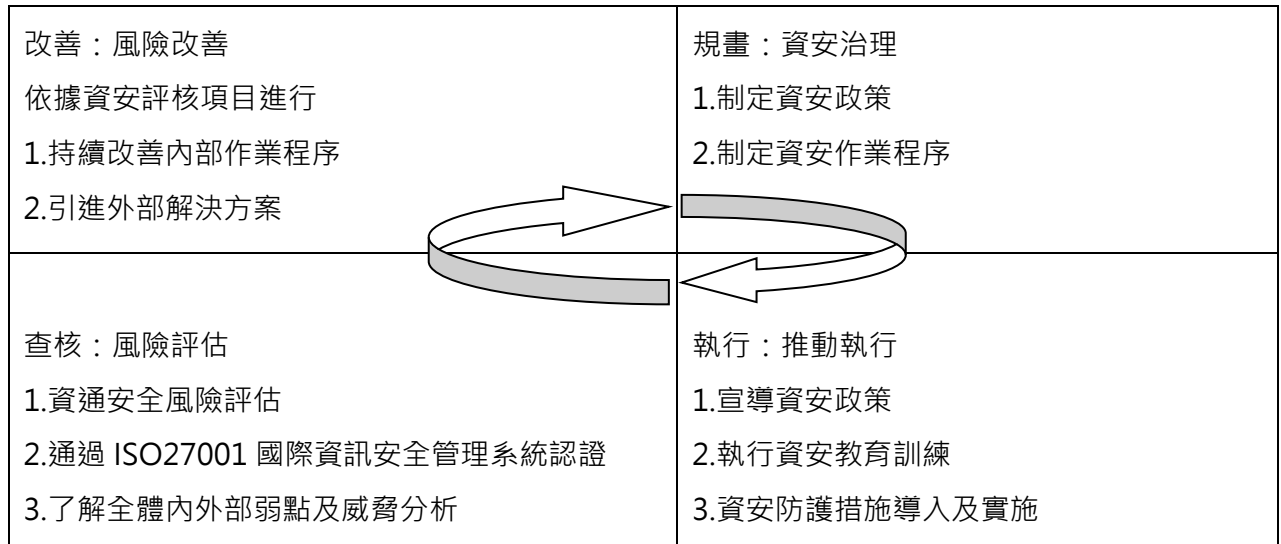 改善：風險改善
依據資安評核項目進行
1.持續改善內部作業程序
2.引進外部解決方案
規畫：資安治理
1.制定資安政策
2.制定資安作業程序
查核：風險評估
1.資通安全風險評估
2.通過 ISO27001 國際資訊安全管理系統認證
3.了解全體內外部弱點及威脅分析
執行：推動執行
1.宣導資安政策
2.執行資安教育訓練
3.資安防護措施導入及實施